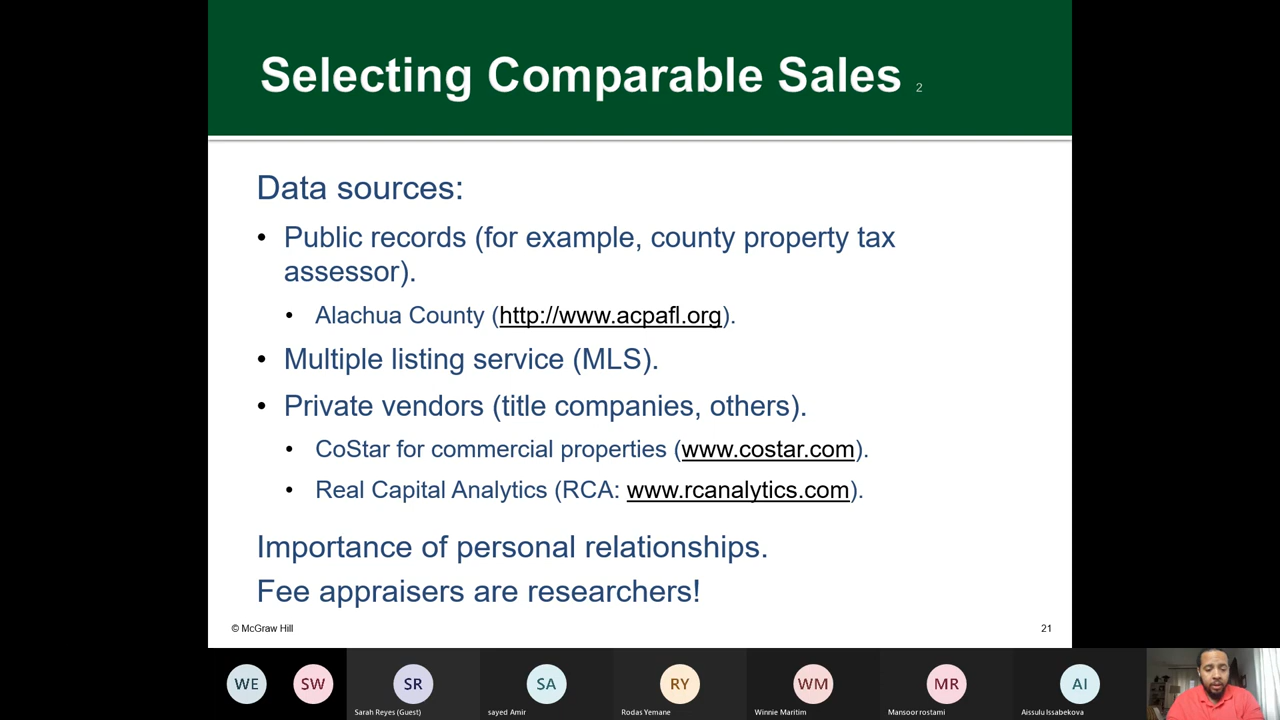 Selecting Comparable Sales 2
Data sources:
• Public records (for example, county property tax
assessor).
• Alachua County (http://www.acpafl.org).
• Multiple listing service (MLS).
• Private vendors (title companies, others).
• CoStar for commercial properties (www.costar.com).
• Real Capital Analytics (RCA: www.rcanalytics.com).
Importance of personal relationships.
Fee appraisers are researchers!
© McGraw Hill
21
WE
SW
SR
SA
RY
WM
MR
AI
Sarah Reyes (Guest)
sayed Amir
Rodas Yemane
Winnie Maritim
Mansoor rostami
Aissulu Issabekova